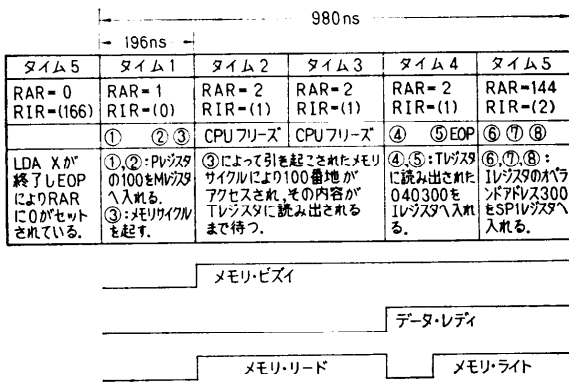 980ns
196ns
タイム5 タイム1 タイム2 タイム3 タイム4 タイム5
RAR=0 RAR=1 RAR=2 RAR=2 RAR=2 RAR=144
RIR=(166) RIR=(0) RIR=(1) RIR=(1) RIR=(1) RIR=(2)
① ②③ CPUフリーズ CPUフリーズ ④ ⑤EOP ⑥⑦⑧
LDA Xが
終了しEOP
によりRAR
に0がセット
されている.
①,②:Pレジスタ
の100をMレジスタ
へ入れる.
③:メモリサイクル
を起す.
③によって引き起こされたメモリ
サイクルにより100番地が
アクセスされ,その内容が
Tレジスタに読み出される
まで待つ.
④,⑤:Tレジスタ
に読み出された
040300を
Iレジスタへ入れ
る.
⑥,⑦,⑧:
Iレジスタのオペラ
ンドアドレス300
をSP1レジスタへ
入れる.
メモリ・ビズイ
データ・レディ
メモリ・リード
メモリ・ライト